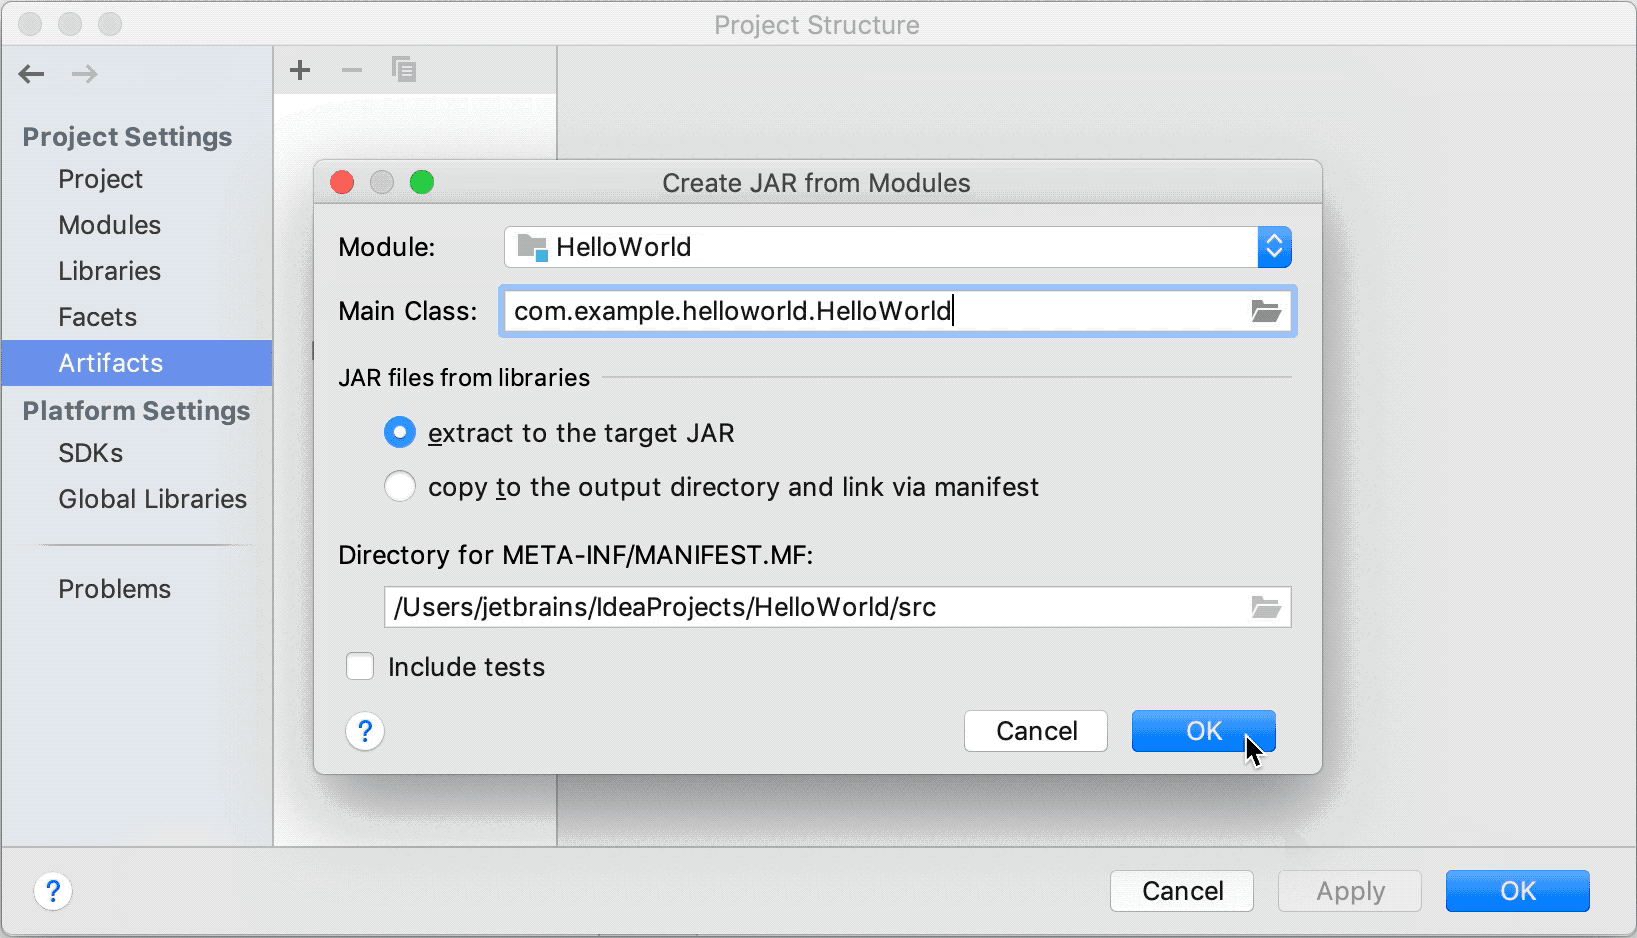 Project Structure
Project Settings
Project
Modules
Libraries
Facets
Artifacts
Platform Settings
SDKs
Global Libraries
Problems
Create JAR from Modules
Module: HelloWorld
Main Class: com.example.helloworld.HelloWorld
JAR files from libraries
extract to the target JAR
copy to the output directory and link via manifest
Directory for META-INF/MANIFEST.MF:
/Users/jetbrains/IdeaProjects/HelloWorld/src
Include tests
? Cancel OK
? Cancel Apply OK